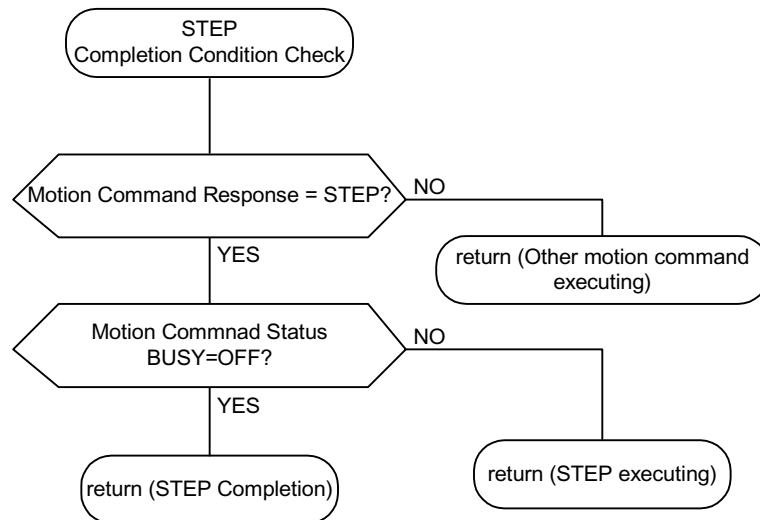 STEP
Completion Condition Check
Motion Command Response = STEP?
NO
YES
return (Other motion command
executing)
Motion Commnad Status
BUSY=OFF?
NO
YES
return (STEP Completion)
return (STEP executing)